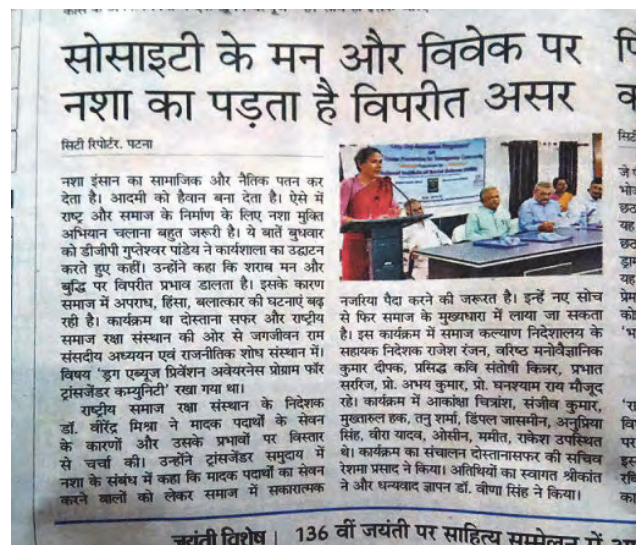 सोसाइटी के मन और विवेक पर
नशा का पड़ता है विपरीत असर
सिटी रिपोर्टर. पटना
नशा इंसान का सामाजिक और नैतिक पतन कर
देता है। आदमी को हैवान बना देता है। ऐसे में
राष्ट्र और समाज के निर्माण के लिए नशा मुक्ति
अभियान चलाना बहुत जरूरी है। ये बातें बुधवार
को डीजीपी गुप्तेश्वर पांडेय ने कार्यशाला का उद्घाटन
करते हुए कहीं। उन्होंने कहा कि शराब मन और
बुद्धि पर विपरीत प्रभाव डालता है। इसके कारण
समाज में अपराध, हिंसा, बलात्कार की घटनाएं बढ़
रही है। कार्यक्रम था दोस्ताना सफर और राष्ट्रीय
समाज रक्षा संस्थान की ओर से जगजीवन राम
संसदीय अध्ययन एवं राजनीतिक शोध संस्थान में।
विषय ‘ड्रग एब्यूज प्रिवेंशन अवेयरनेस प्रोग्राम फॉर
ट्रांसजेंडर कम्युनिटी’ रखा गया था।
राष्ट्रीय समाज रक्षा संस्थान के निदेशक
डॉ. वीरेंद्र मिश्रा ने मादक पदार्थों के सेवन
के कारणों और उसके प्रभावों पर विस्तार
से चर्चा की। उन्होंने ट्रांसजेंडर समुदाय में
नशा के संबंध में कहा कि मादक पदार्थों का सेवन
करने वालों को लेकर समाज में सकारात्मक
नजरिया पैदा करने की जरूरत है। इन्हें नए सोच
से फिर समाज के मुख्यधारा में लाया जा सकता
है। इस कार्यक्रम में समाज कल्याण निदेशालय के
सहायक निदेशक राजेश रंजन, वरिष्ठ मनोवैज्ञानिक
कुमार दीपक, प्रसिद्ध कवि संतोषी किन्नर, प्रभात
सररिज, प्रो. अभय कुमार, प्रो. घनश्याम राय मौजूद
रहे। कार्यक्रम में आकांक्षा चित्रांश, संजीव कुमार,
मुख्तारुल हक, तनु शर्मा, डिंपल जासमीन, अनुप्रिया
सिंह, वीरा यादव, ओसीन, ममीत, राकेश उपस्थित
थे। कार्यक्रम का संचालन दोस्तानासफर की सचिव
रेशमा प्रसाद ने किया। अतिथियों का स्वागत श्रीकांत
ने और धन्यवाद ज्ञापन डॉ. वीणा सिंह ने किया।
जयंती विशेष | 136 वीं जयंती पर साहित्य सम्मेलन में